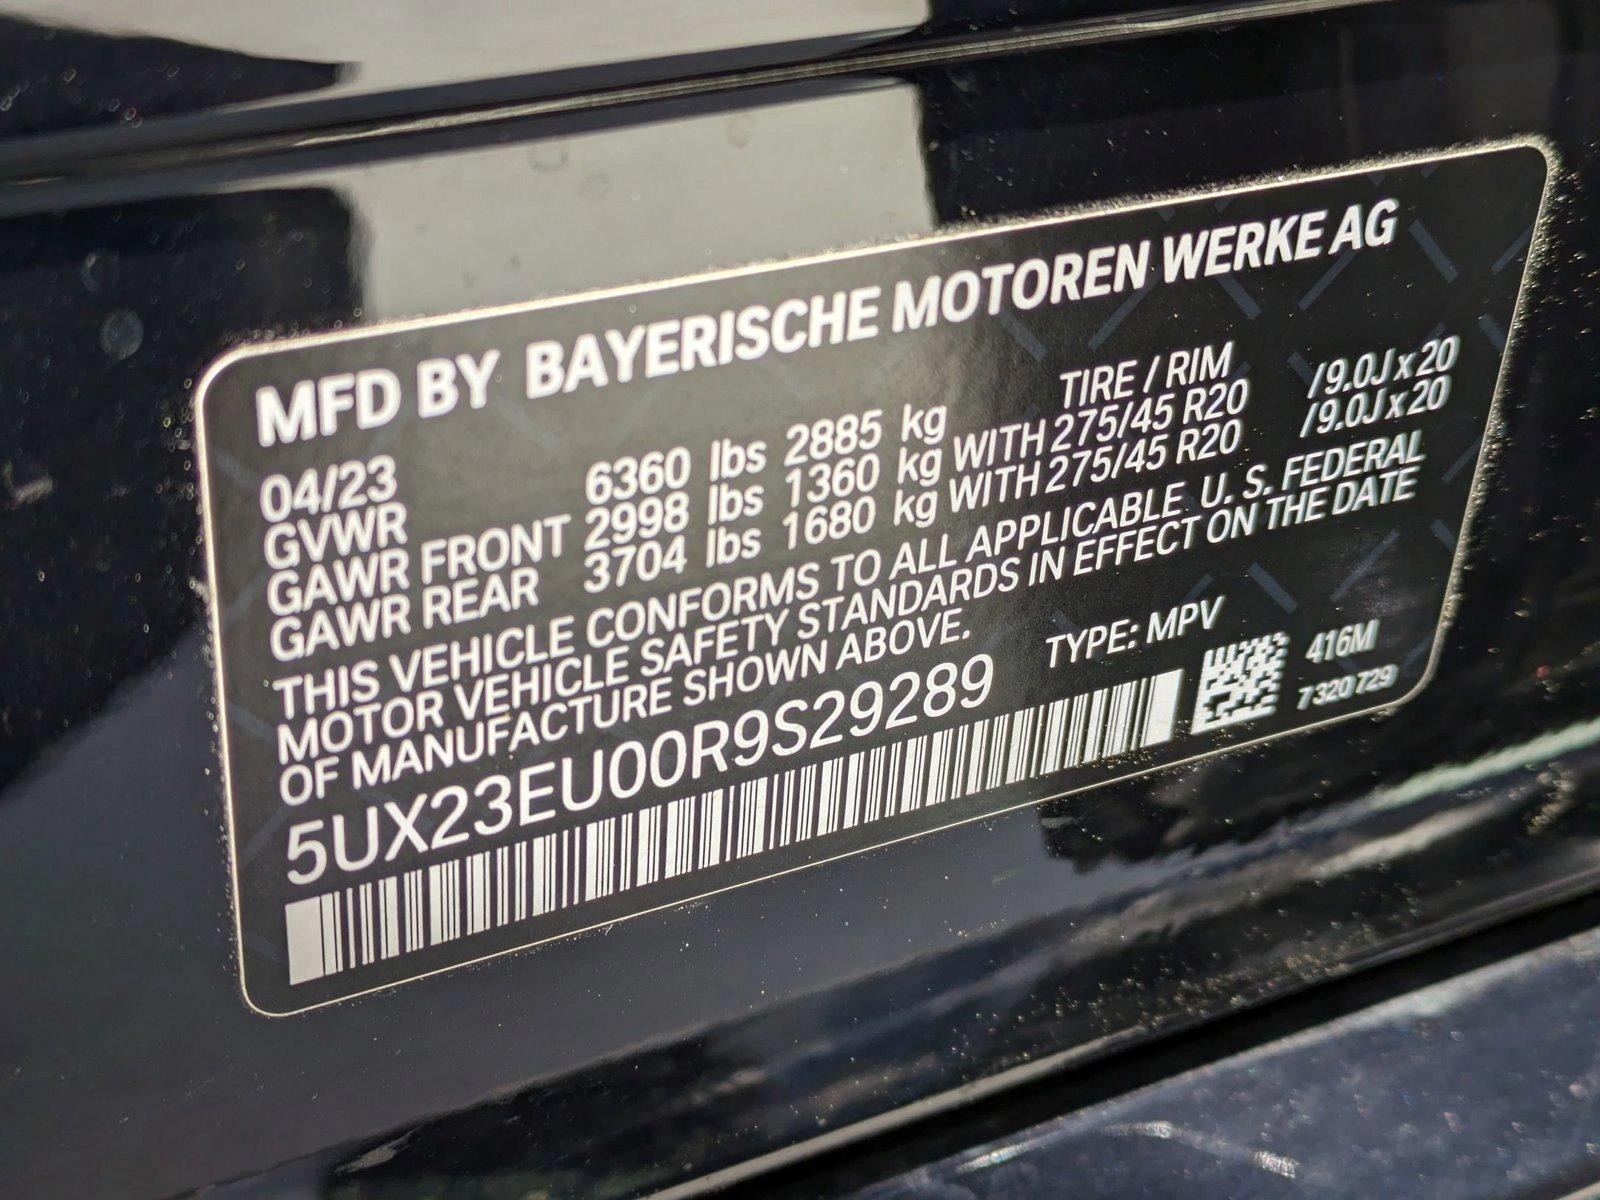 MFD BY BAYERISCHE MOTOREN WERKE AG
04/23 TIRE / RIM
GVWR 6360 lbs 2885 kg
GAWR FRONT 2998 lbs 1360 kg WITH 275/45 R20 /9.0J x 20
GAWR REAR 3704 lbs 1680 kg WITH 275/45 R20 /9.0J x 20
THIS VEHICLE CONFORMS TO ALL APPLICABLE U. S. FEDERAL
MOTOR VEHICLE SAFETY STANDARDS IN EFFECT ON THE DATE
OF MANUFACTURE SHOWN ABOVE.
TYPE: MPV
5UX23EU00R9S29289
416M
7 320 729